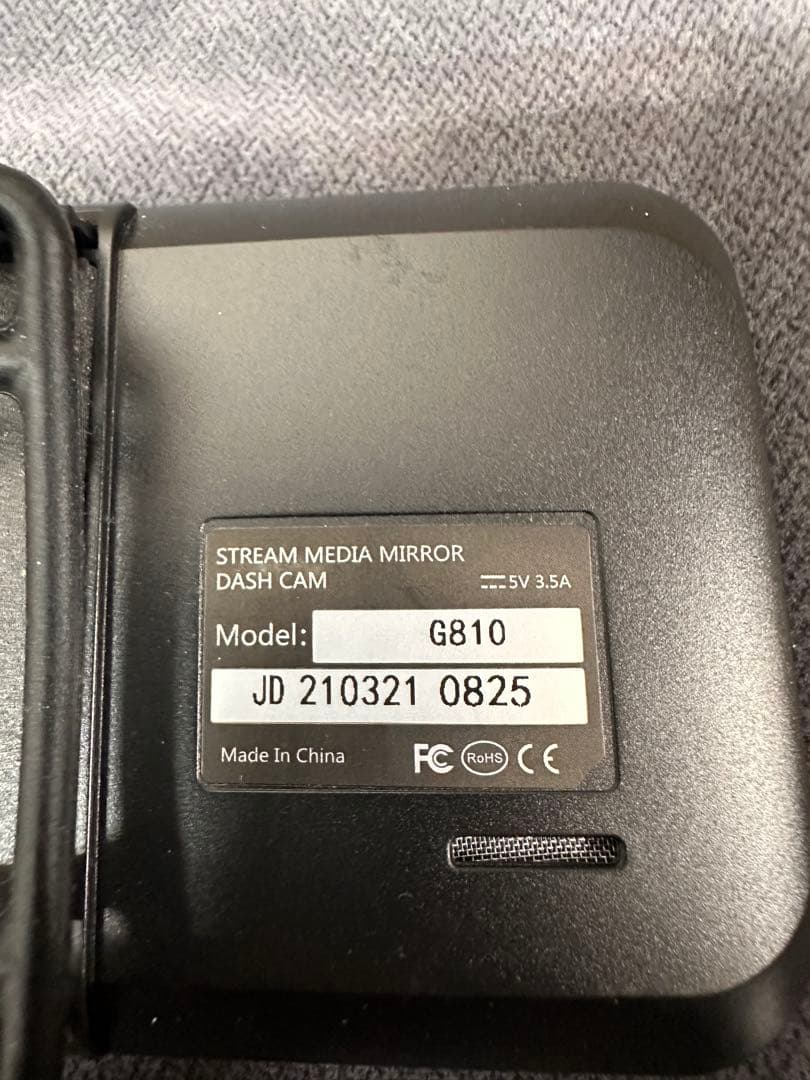 STREAM MEDIA MIRROR
DASH CAM 5V 3.5A
Model: G810
JD 210321 0825
Made In China FC RoHS CE